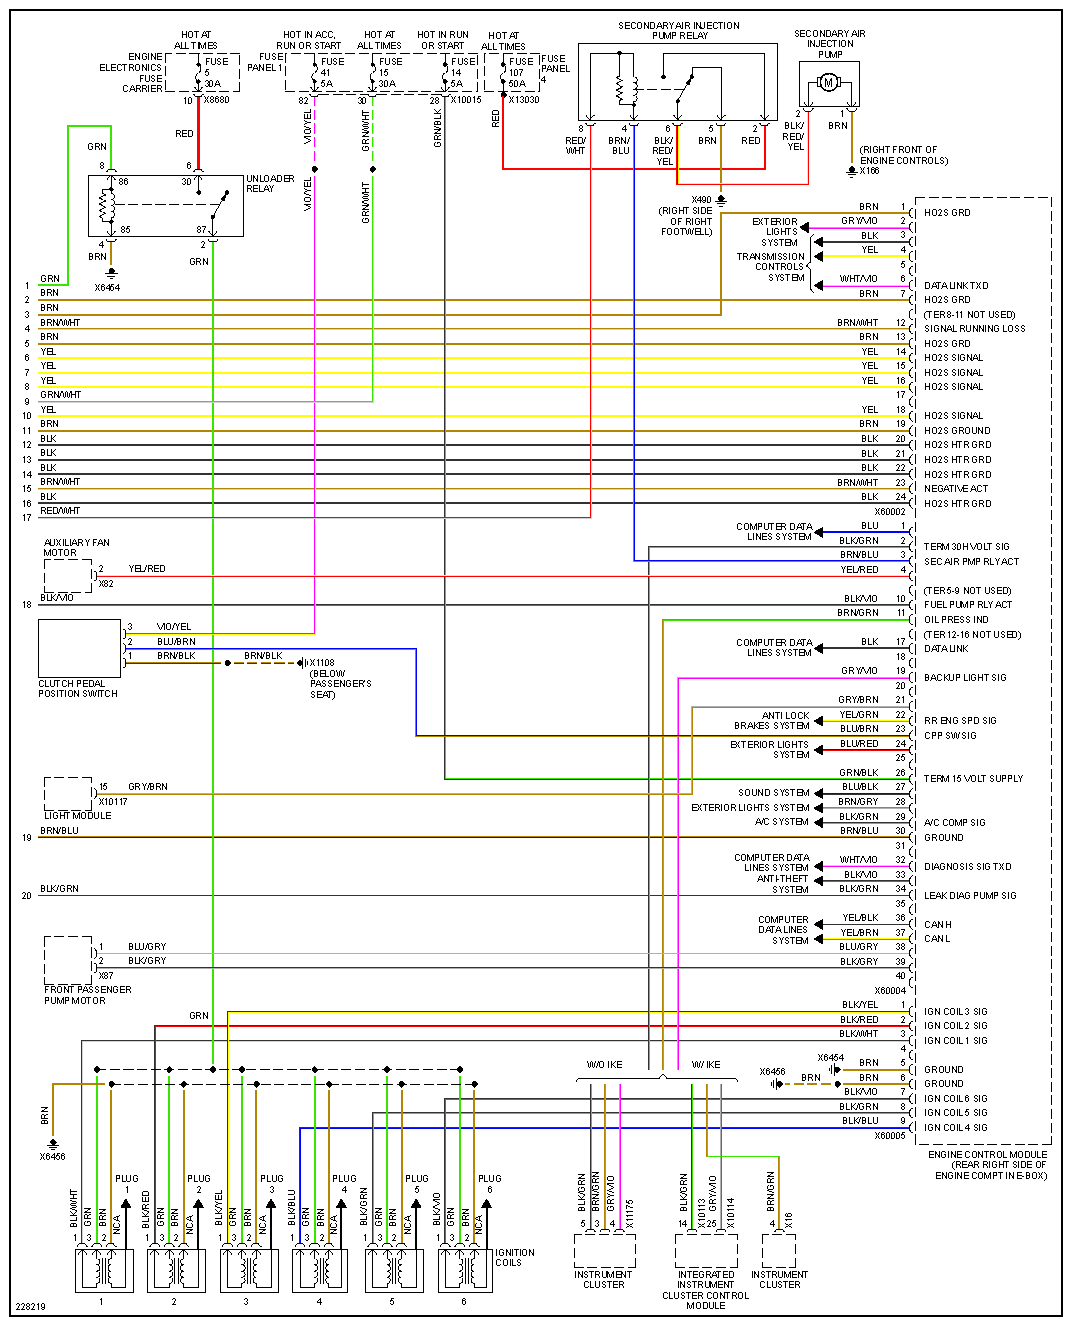 SECONDARY AIR INJECTION
PUMP RELAY
SECONDARY AIR
INJECTION
PUMP
HOT AT
ALL TIMES
HOT IN ACC,
RUN OR START
HOT AT
ALL TIMES
HOT IN RUN
OR START
HOT AT
ALL TIMES
ENGINE
ELECTRONICS
FUSE
CARRIER
FUSE
5
30A
FUSE
PANEL 1
FUSE
41
5A
FUSE
15
30A
FUSE
14
5A
FUSE
107
50A
FUSE
PANEL
4
M
10
X8680
82
30
28
X10015
X13030
8
4
6
5
2
2
1
RED
VIO/YEL
GRN/WHT
GRN/BLK
RED
RED/
WHT
BRN/
BLU
BLK/
RED/
YEL
BRN
RED
BLK/
RED/
YEL
BRN
(RIGHT FRONT OF
ENGINE CONTROLS)
X166
GRN
8
6
86
30
UNLOADER
RELAY
85
87
4
2
BRN
GRN
X6454
VIO/YEL
GRN/WHT
X490
(RIGHT SIDE
OF RIGHT
FOOTWELL)
EXTERIOR
LIGHTS
SYSTEM
TRANSMISSION
CONTROLS
SYSTEM
BRN 1 HO2S GRD
GRY/VIO 2
BLK 3
YEL 4
5
WHT/VIO 6 DATA LINK TXD
BRN 7 HO2S GRD
(TER 8-11 NOT USED)
BRN/WHT 12 SIGNAL RUNNING LOSS
BRN 13 HO2S GRD
YEL 14 HO2S SIGNAL
YEL 15 HO2S SIGNAL
YEL 16 HO2S SIGNAL
17
YEL 18 HO2S SIGNAL
BRN 19 HO2S GROUND
BLK 20 HO2S HTR GRD
BLK 21 HO2S HTR GRD
BLK 22 HO2S HTR GRD
BRN/WHT 23 NEGATIVE ACT
BLK 24 HO2S HTR GRD
X60002
1 GRN
2 BRN
3 BRN
4 BRN/WHT
5 BRN
6 YEL
7 YEL
8 YEL
9 GRN/WHT
10 YEL
11 BRN
12 BLK
13 BLK
14 BLK
15 BRN/WHT
16 BLK
17 RED/WHT
COMPUTER DATA
LINES SYSTEM
BLU 1
BLK/GRN 2 TERM 30H VOLT SIG
BRN/BLU 3 SEC AIR PMP RLY ACT
YEL/RED 4
(TER 5-9 NOT USED)
BLK/VIO 10 FUEL PUMP RLY ACT
BRN/GRN 11 OIL PRESS IND
(TER 12-16 NOT USED)
COMPUTER DATA
LINES SYSTEM
BLK 17 DATA LINK
18
GRY/VIO 19 BACKUP LIGHT SIG
20
GRY/BRN 21
ANTI LOCK
BRAKES SYSTEM
YEL/GRN 22 RR ENG SPD SIG
BLU/BRN 23 CPP SW SIG
EXTERIOR LIGHTS
SYSTEM
BLU/RED 24
25
GRN/BLK 26 TERM 15 VOLT SUPPLY
SOUND SYSTEM
BLU/BLK 27
EXTERIOR LIGHTS SYSTEM
BRN/GRY 28
A/C SYSTEM
BLK/GRN 29 A/C COMP SIG
BRN/BLU 30 GROUND
31
COMPUTER DATA
LINES SYSTEM
WHT/VIO 32 DIAGNOSIS SIG TXD
ANTI-THEFT
SYSTEM
BLK/VIO 33
BLK/GRN 34 LEAK DIAG PUMP SIG
35
COMPUTER
DATA LINES
SYSTEM
YEL/BLK 36 CAN H
YEL/BRN 37 CAN L
BLU/GRY 38
BLK/GRY 39
40
X60004
AUXILIARY FAN
MOTOR
2 YEL/RED
X82
18 BLK/VIO
3 VIO/YEL
2 BLU/BRN
1 BRN/BLK
BRN/BLK
X1108
(BELOW
PASSENGER'S
SEAT)
CLUTCH PEDAL
POSITION SWITCH
15 GRY/BRN
X10117
LIGHT MODULE
19 BRN/BLU
20 BLK/GRN
1 BLU/GRY
2 BLK/GRY
X87
FRONT PASSENGER
PUMP MOTOR
GRN
BLK/YEL 1 IGN COIL 3 SIG
BLK/RED 2 IGN COIL 2 SIG
BLK/WHT 3 IGN COIL 1 SIG
4
X6454
BRN 5 GROUND
X6456
BRN
BRN 6 GROUND
BLK/VIO 7 IGN COIL 6 SIG
BLK/GRN 8 IGN COIL 5 SIG
BLK/BLU 9 IGN COIL 4 SIG
X60005
ENGINE CONTROL MODULE
(REAR RIGHT SIDE OF
ENGINE COMPT IN E-BOX)
W/O IKE
W/ IKE
BRN
X6456
PLUG
1
PLUG
2
PLUG
3
PLUG
4
PLUG
5
PLUG
6
BLK/WHT GRN BRN NCA
BLK/RED GRN BRN NCA
BLK/YEL GRN BRN NCA
BLK/BLU GRN BRN NCA
BLK/GRN GRN BRN NCA
BLK/VIO GRN BRN
1 3 2
1 3 2
1 3 2
1 3 2
1 3 2
1 3 2
IGNITION
COILS
1
2
3
4
5
6
BLK/GRN BRN/GRN GRY/VIO X11175
5 3 4
INSTRUMENT
CLUSTER
BLK/GRN X10113 GRY/VIO X10114
14 25
INTEGRATED
INSTRUMENT
CLUSTER CONTROL
MODULE
BRN/GRN X16
4
INSTRUMENT
CLUSTER
228219